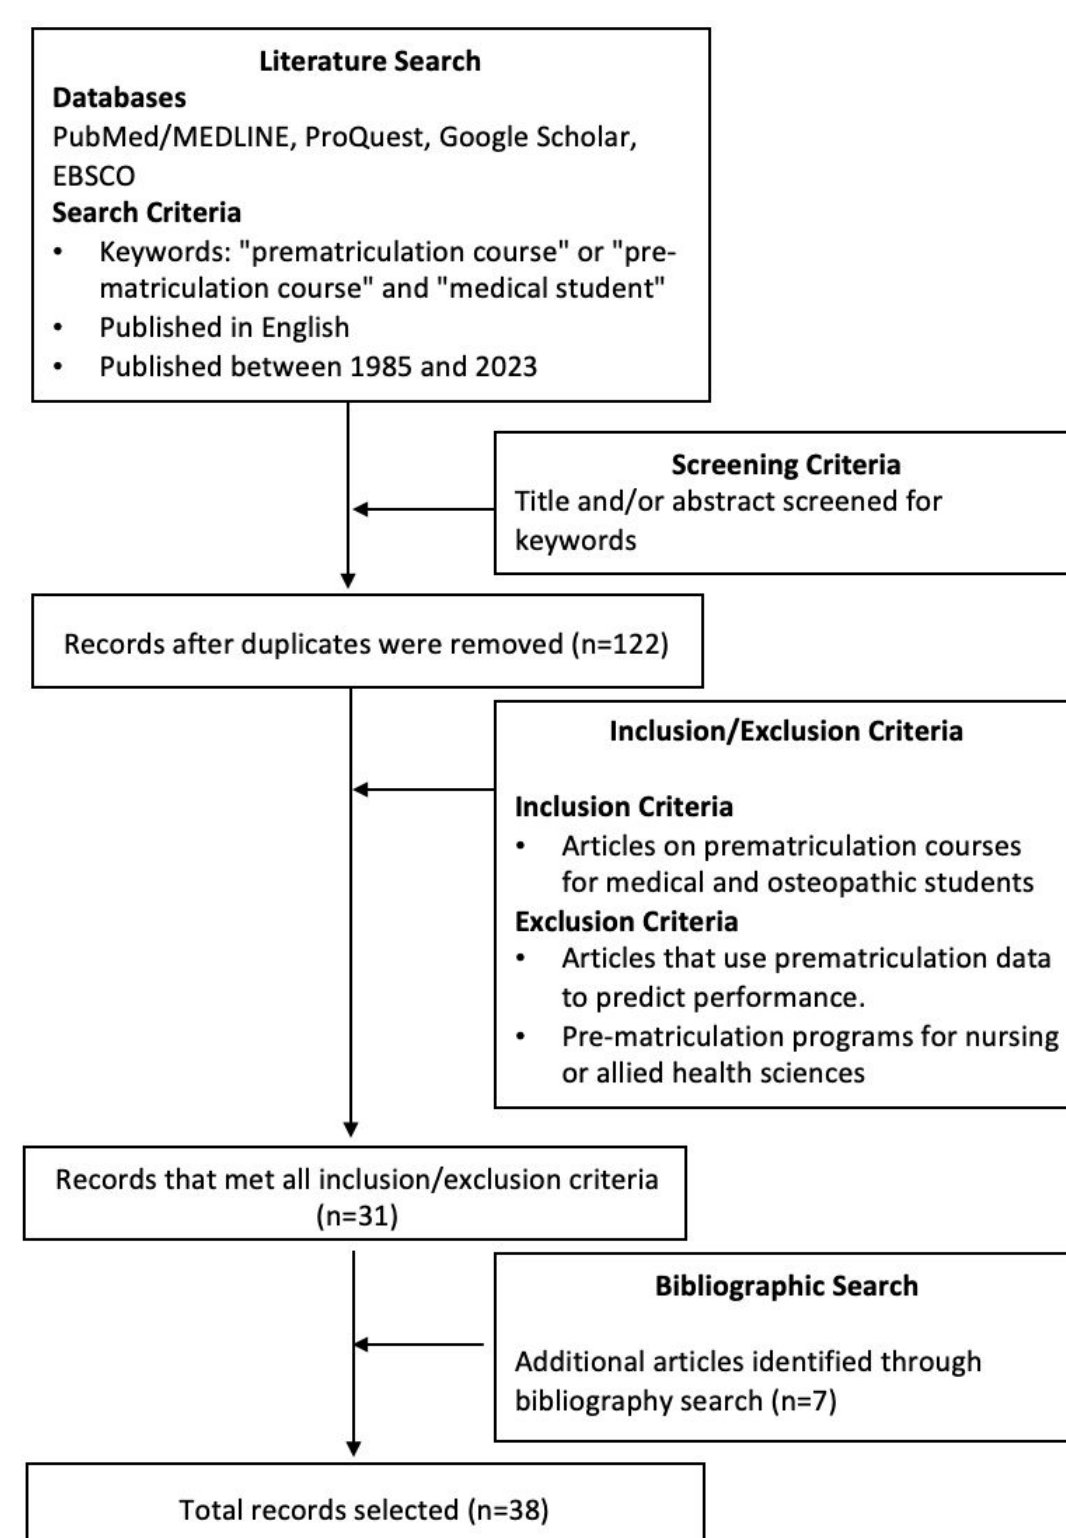 Literature Search
Databases
PubMed/MEDLINE, ProQuest, Google Scholar,
EBSCO
Search Criteria
• Keywords: "prematriculation course" or "pre-
matriculation course" and "medical student"
• Published in English
• Published between 1985 and 2023
Screening Criteria
Title and/or abstract screened for
keywords
Records after duplicates were removed (n=122)
Inclusion/Exclusion Criteria
Inclusion Criteria
• Articles on prematriculation courses
for medical and osteopathic students
Exclusion Criteria
• Articles that use prematriculation data
to predict performance.
• Pre-matriculation programs for nursing
or allied health sciences
Records that met all inclusion/exclusion criteria
(n=31)
Bibliographic Search
Additional articles identified through
bibliography search (n=7)
Total records selected (n=38)